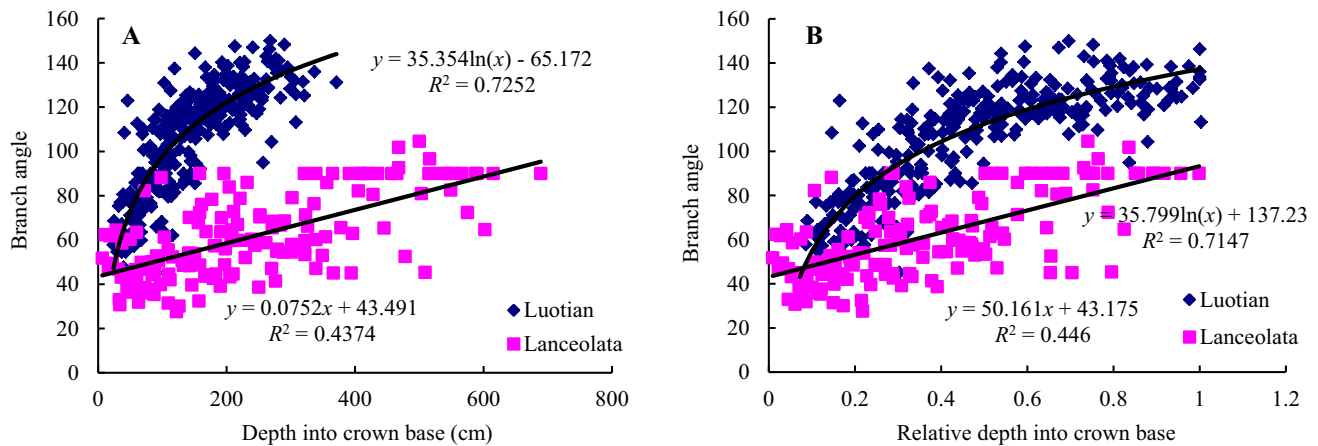 A
160
140
120
100
80
60
40
20
0
Branch angle
y = 35.354ln(x) - 65.172
R² = 0.7252
y = 0.0752x + 43.491
R² = 0.4374
Luotian
Lanceolata
0 200 400 600 800
Depth into crown base (cm)
B
160
140
120
100
80
60
40
20
0
Branch angle
y = 35.799ln(x) + 137.23
R² = 0.7147
y = 50.161x + 43.175
R² = 0.446
Luotian
Lanceolata
0 0.2 0.4 0.6 0.8 1 1.2
Relative depth into crown base